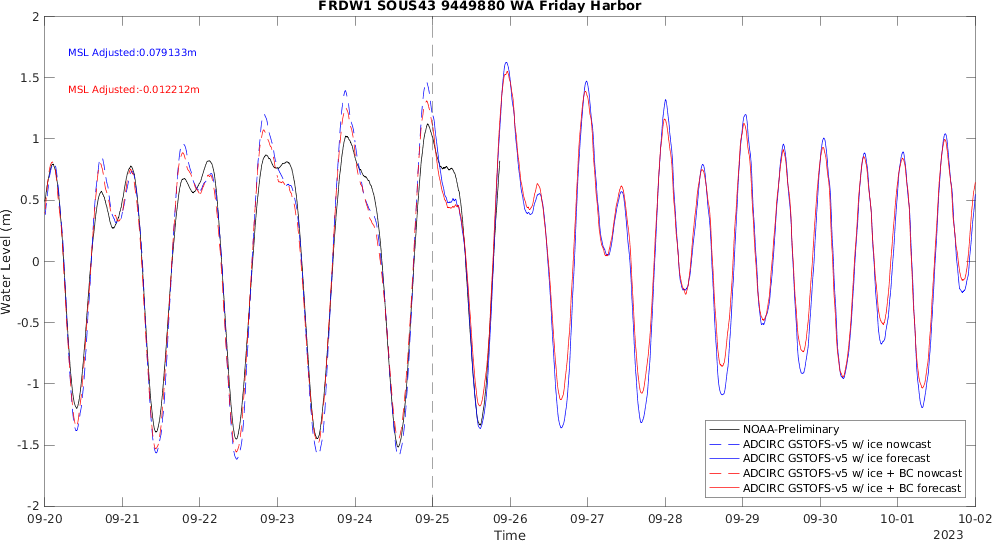 FRDW1 SOUS43 9449880 WA Friday Harbor
MSL Adjusted:0.079133m
MSL Adjusted:-0.012212m
Water Level (m)
2
1.5
1
0.5
0
-0.5
-1
-1.5
-2
NOAA-Preliminary
ADCIRC GSTOFS-v5 w/ ice nowcast
ADCIRC GSTOFS-v5 w/ ice forecast
ADCIRC GSTOFS-v5 w/ ice + BC nowcast
ADCIRC GSTOFS-v5 w/ ice + BC forecast
09-20 09-21 09-22 09-23 09-24 09-25 09-26 09-27 09-28 09-29 09-30 10-01 10-02
Time
2023